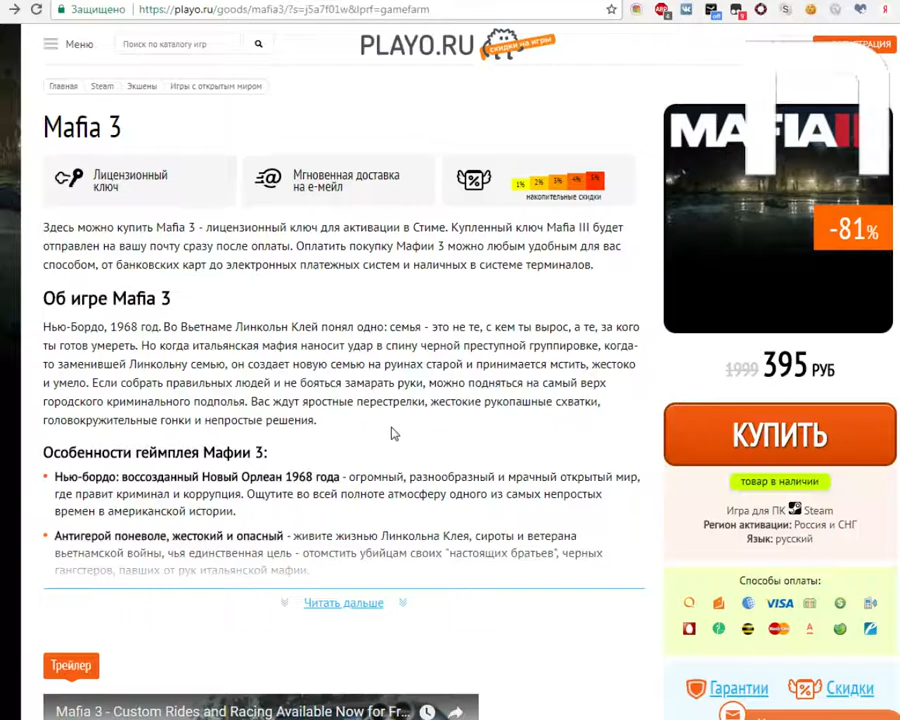 Защищено https://playo.ru/goods/mafia3/?s=j5a7f01w&lprf=gamefarm
Меню Поиск по каталогу игр PLAYO.RU скидки на игры
Главная Steam Экшены Игры с открытым миром
Mafia 3
Лицензионный
ключ
Мгновенная доставка
на е-мейл
1% 2% 3% 4% 5%
накопительные скидки
MAFIA III
-81%
Здесь можно купить Mafia 3 - лицензионный ключ для активации в Стиме. Купленный ключ Mafia III будет
отправлен на вашу почту сразу после оплаты. Оплатить покупку Мафии 3 можно любым удобным для вас
способом, от банковских карт до электронных платежных систем и наличных в системе терминалов.
Об игре Mafia 3
Нью-Бордо, 1968 год. Во Вьетнаме Линкольн Клей понял одно: семья - это не те, с кем ты вырос, а те, за кого
ты готов умереть. Но когда итальянская мафия наносит удар в спину черной преступной группировке, когда-
то заменившей Линкольну семью, он создает новую семью на руинах старой и принимается мстить, жестоко
и умело. Если собрать правильных людей и не бояться замарать руки, можно подняться на самый верх
городского криминального подполья. Вас ждут яростные перестрелки, жестокие рукопашные схватки,
головокружительные гонки и непростые решения.
1999 395 РУБ
КУПИТЬ
товар в наличии
Игра для ПК Steam
Регион активации: Россия и СНГ
Язык: русский
Особенности геймплея Мафии 3:
Нью-бордо: воссозданный Новый Орлеан 1968 года - огромный, разнообразный и мрачный открытый мир,
где правит криминал и коррупция. Ощутите во всей полноте атмосферу одного из самых непростых
времен в американской истории.
Антигерой поневоле, жестокий и опасный - живите жизнью Линкольна Клея, сироты и ветерана
вьетнамской войны, чья единственная цель - отомстить убийцам своих "настоящих братьев", черных
гангстеров, павших от рук итальянской мафии.
Читать дальше
Способы оплаты:
VISA
Гарантии Скидки
Трейлер
Mafia 3 - Custom Rides and Racing Available Now for Fr...